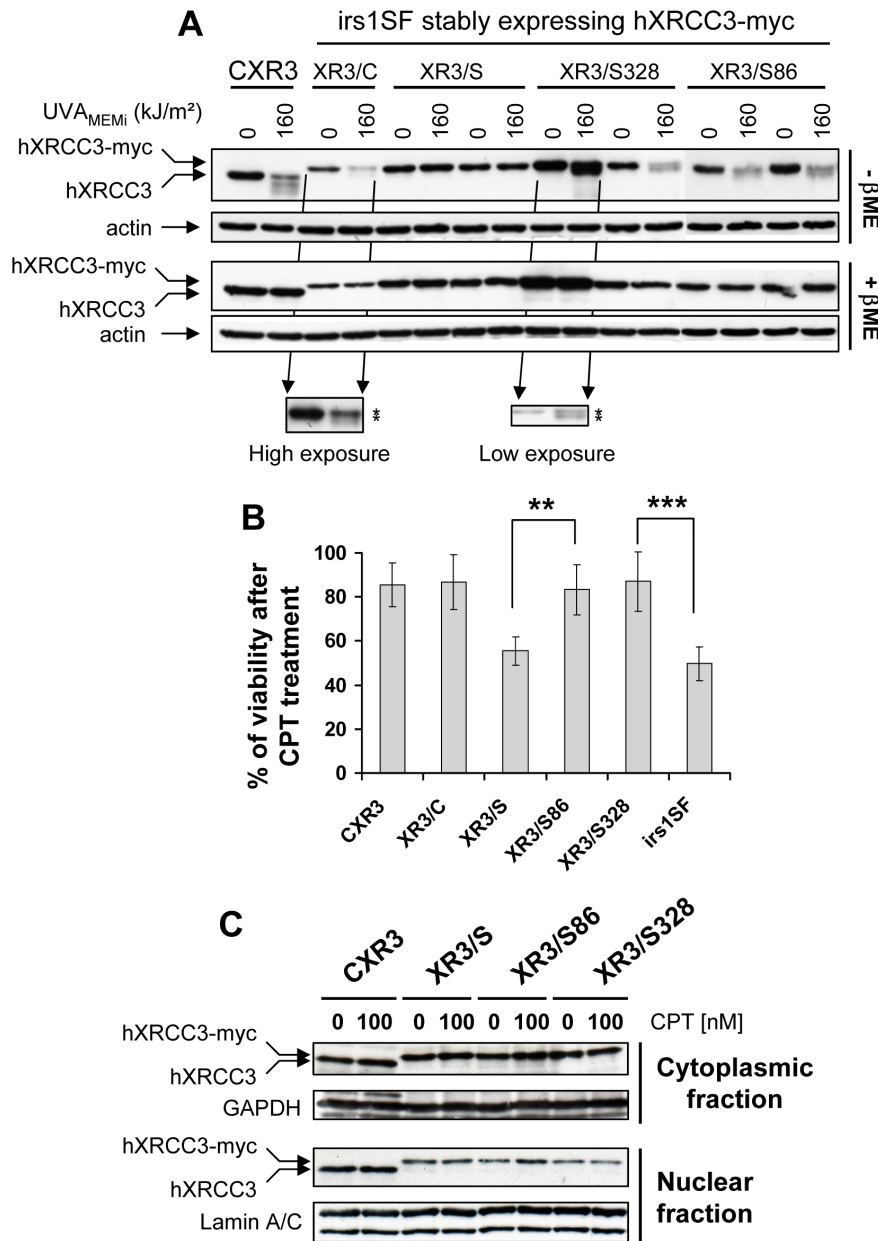 A
irs1SF stably expressing hXRCC3-myc
CXR3 XR3/C XR3/S XR3/S328 XR3/S86
UVAMEMi (kJ/m²)
0 160 0 160 0 160 0 160 0 160 0 160 0 160 0 160
hXRCC3-myc
hXRCC3
actin
- βME
hXRCC3-myc
hXRCC3
actin
+ βME
*
*
*
*
High exposure Low exposure
B
% of viability after
CPT treatment
100
80
60
40
20
0
** ***
CXR3 XR3/C XR3/S XR3/S86 XR3/S328 irs1SF
C
CXR3 XR3/S XR3/S86 XR3/S328
0 100 0 100 0 100 0 100 CPT [nM]
hXRCC3-myc
hXRCC3
GAPDH
Cytoplasmic
fraction
hXRCC3-myc
hXRCC3
Lamin A/C
Nuclear
fraction